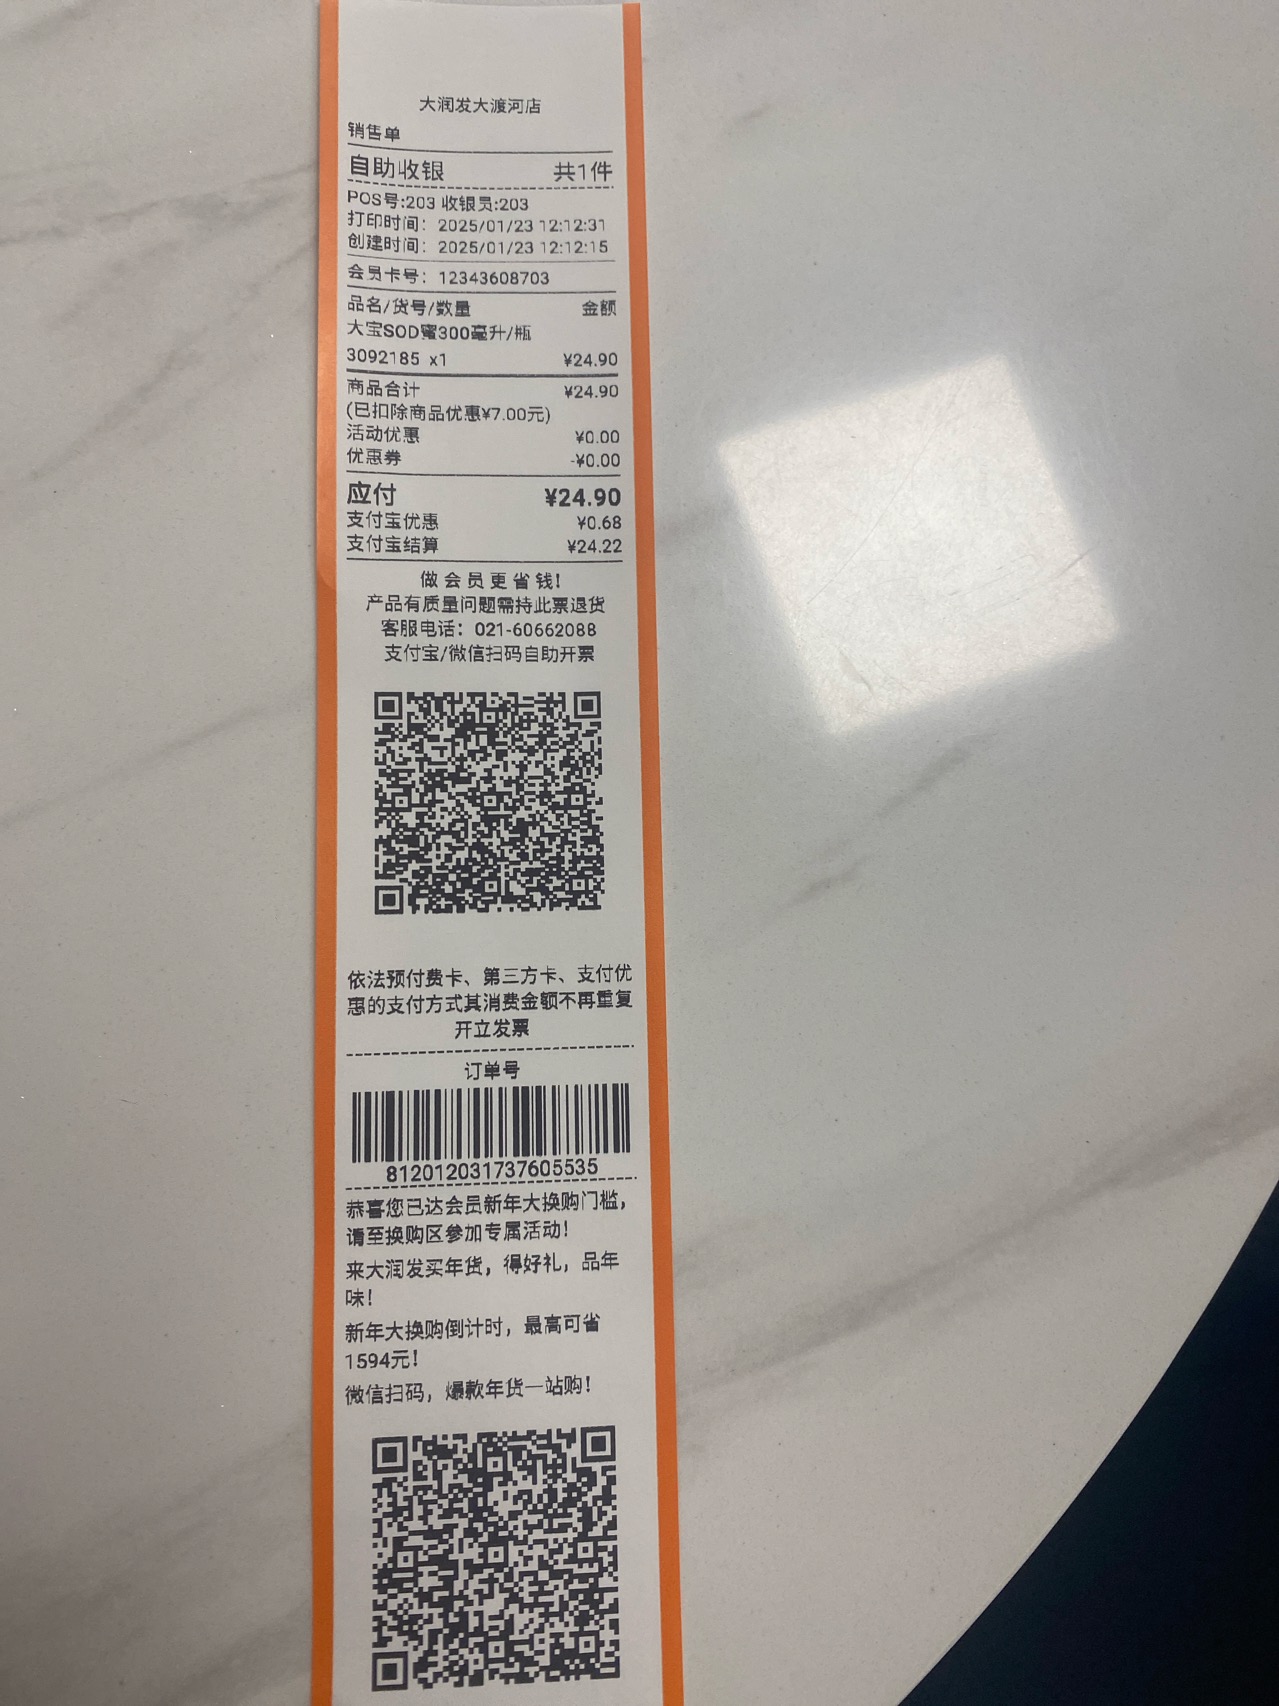 大润发大渡河店
销售单
自助收银 共1件
POS号:203 收银员:203
打印时间： 2025/01/23 12:12:31
创建时间： 2025/01/23 12:12:15
会员卡号： 12343608703
品名/货号/数量 金额
大宝SOD蜜300毫升/瓶
3092185 x1 ¥24.90
商品合计 ¥24.90
(已扣除商品优惠¥7.00元)
活动优惠 ¥0.00
优惠券 -¥0.00
应付 ¥24.90
支付宝优惠 ¥0.68
支付宝结算 ¥24.22
做会员更省钱！
产品有质量问题需持此票退货
客服电话：021-60662088
支付宝/微信扫码自助开票
依法预付费卡、第三方卡、支付优
惠的支付方式其消费金额不再重复
开立发票
订单号
812012031737605535
恭喜您已达会员新年大换购门槛，
请至换购区参加专属活动！
来大润发买年货，得好礼，品年
味！
新年大换购倒计时，最高可省
1594元！
微信扫码，爆款年货一站购！